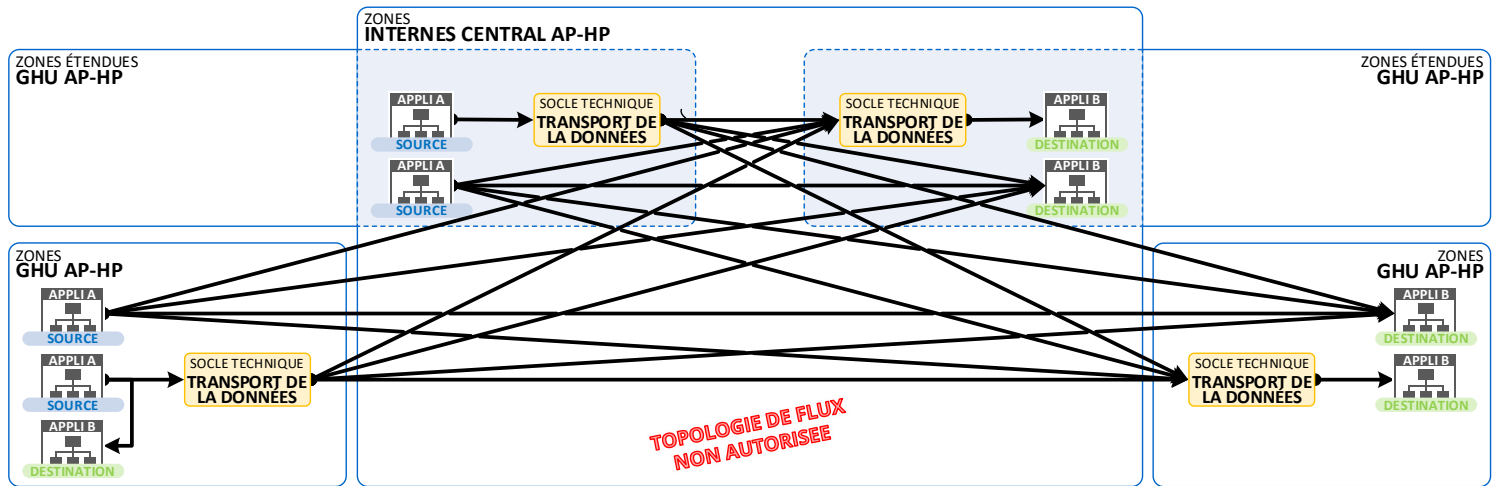 ZONES
INTERNES CENTRAL AP-HP
ZONES ÉTENDUES
GHU AP-HP
ZONES ÉTENDUES
GHU AP-HP
APPLI A
SOURCE
SOCLE TECHNIQUE
TRANSPORT DE
LA DONNÉES
SOCLE TECHNIQUE
TRANSPORT DE
LA DONNÉES
APPLI B
DESTINATION
APPLI A
SOURCE
APPLI B
DESTINATION
ZONES
GHU AP-HP
ZONES
GHU AP-HP
APPLI A
SOURCE
APPLI B
DESTINATION
APPLI A
SOURCE
SOCLE TECHNIQUE
TRANSPORT DE
LA DONNÉES
SOCLE TECHNIQUE
TRANSPORT DE
LA DONNÉES
APPLI B
DESTINATION
APPLI B
DESTINATION
TOPOLOGIE DE FLUX
NON AUTORISEE